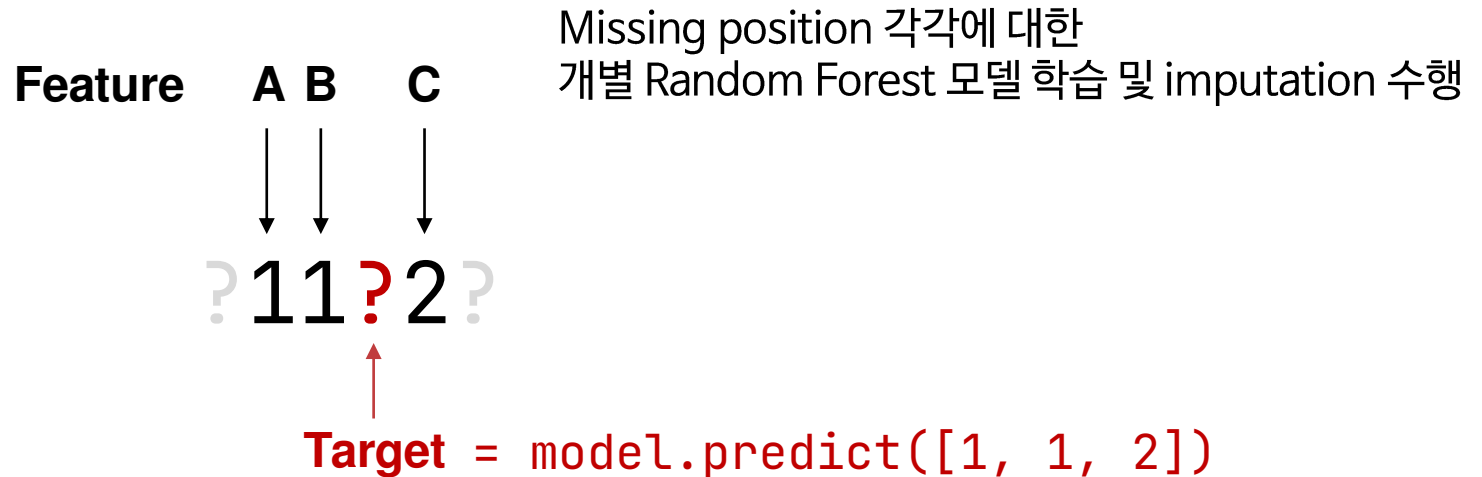 Missing position 각각에 대한
개별 Random Forest 모델 학습 및 imputation 수행
Feature A B C
?11?2?
Target = model.predict([1, 1, 2])